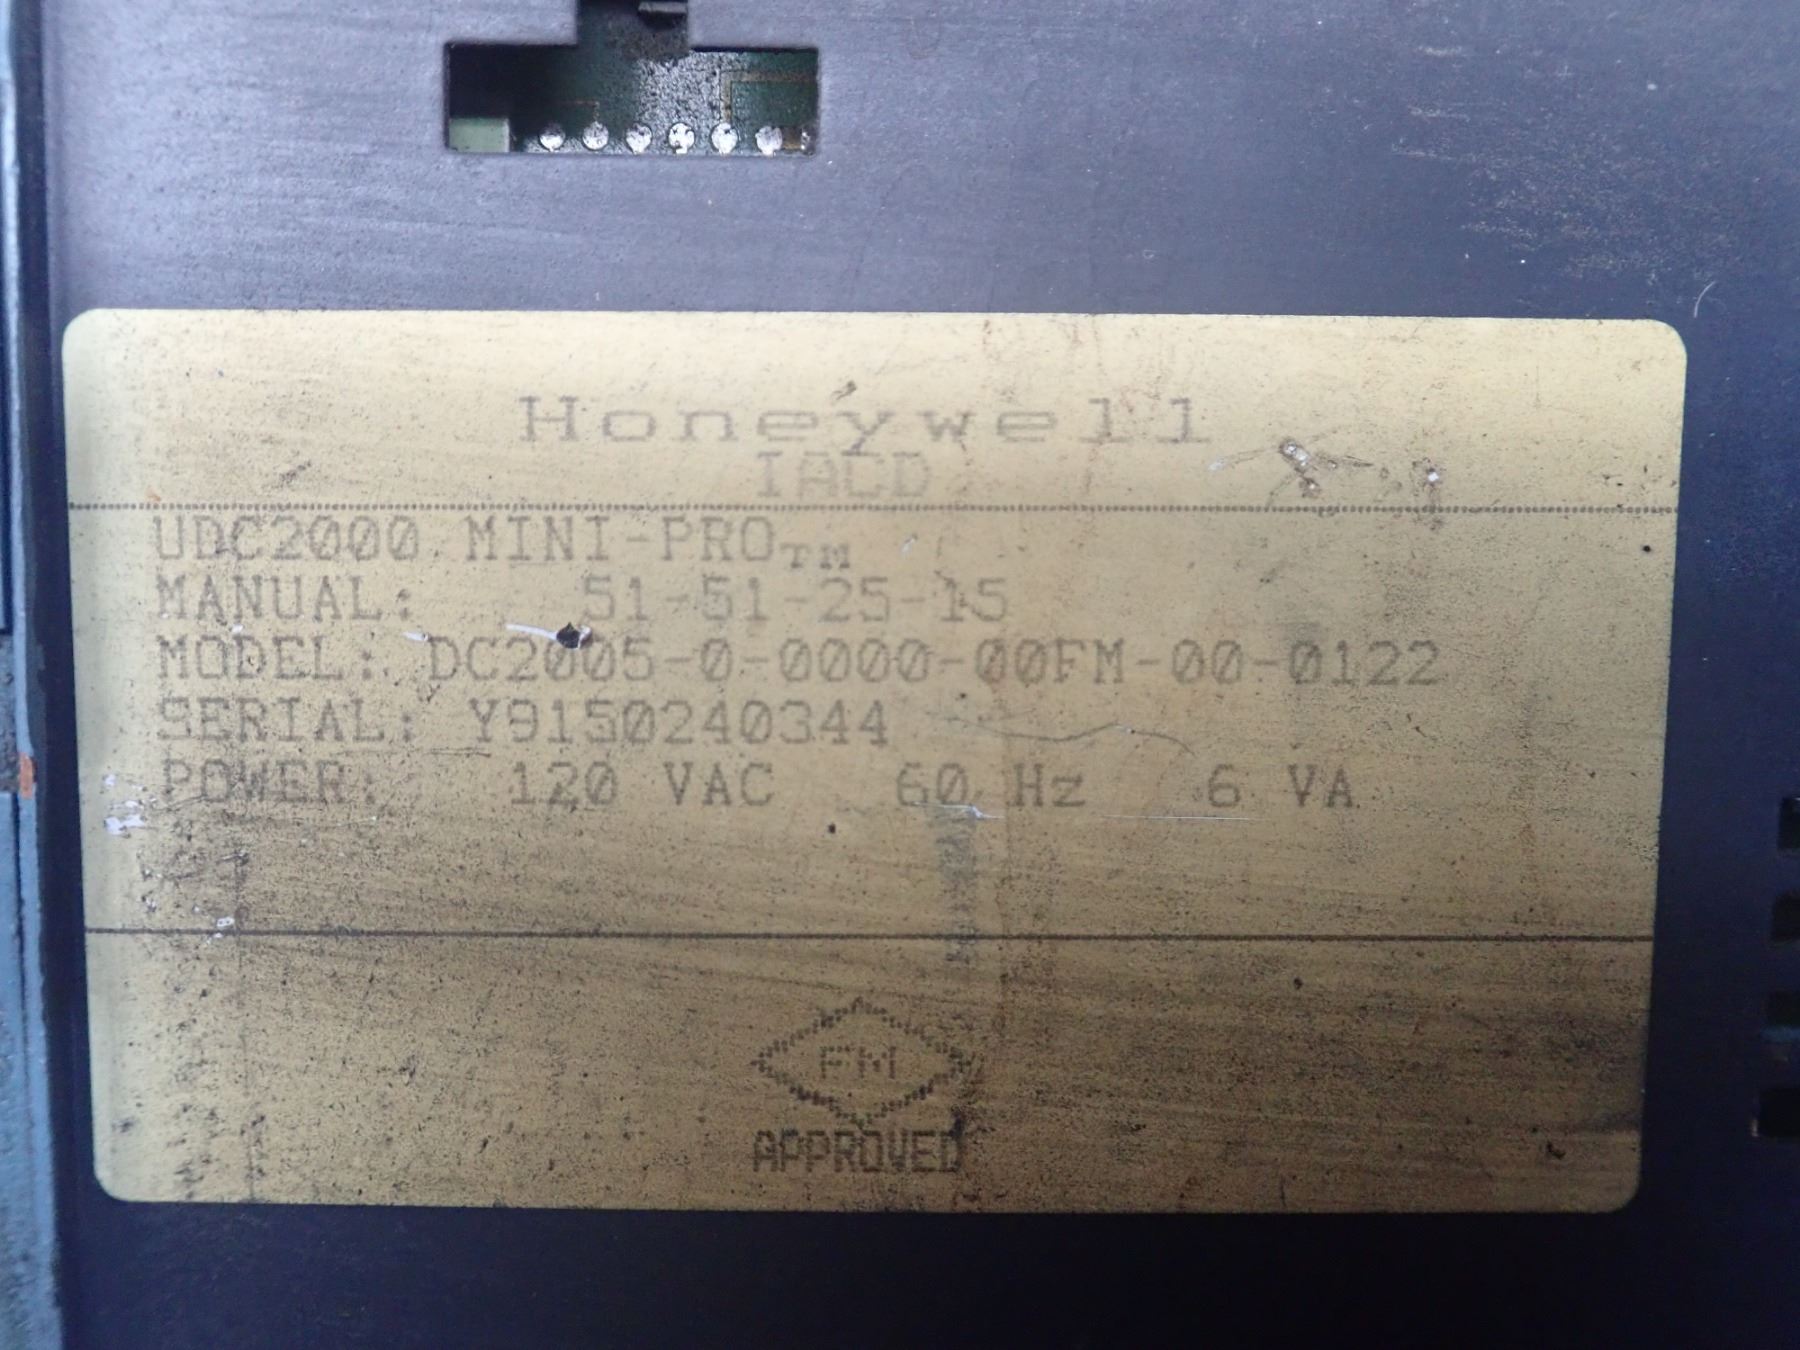 Honeywell
IACD
UDC2000 MINI-PRO™
MANUAL: 51-51-25-15
MODEL: DC2005-0-0000-00FM-00-0122
SERIAL: Y9150240344
POWER: 120 VAC 60 Hz 6 VA
FM
APPROVED